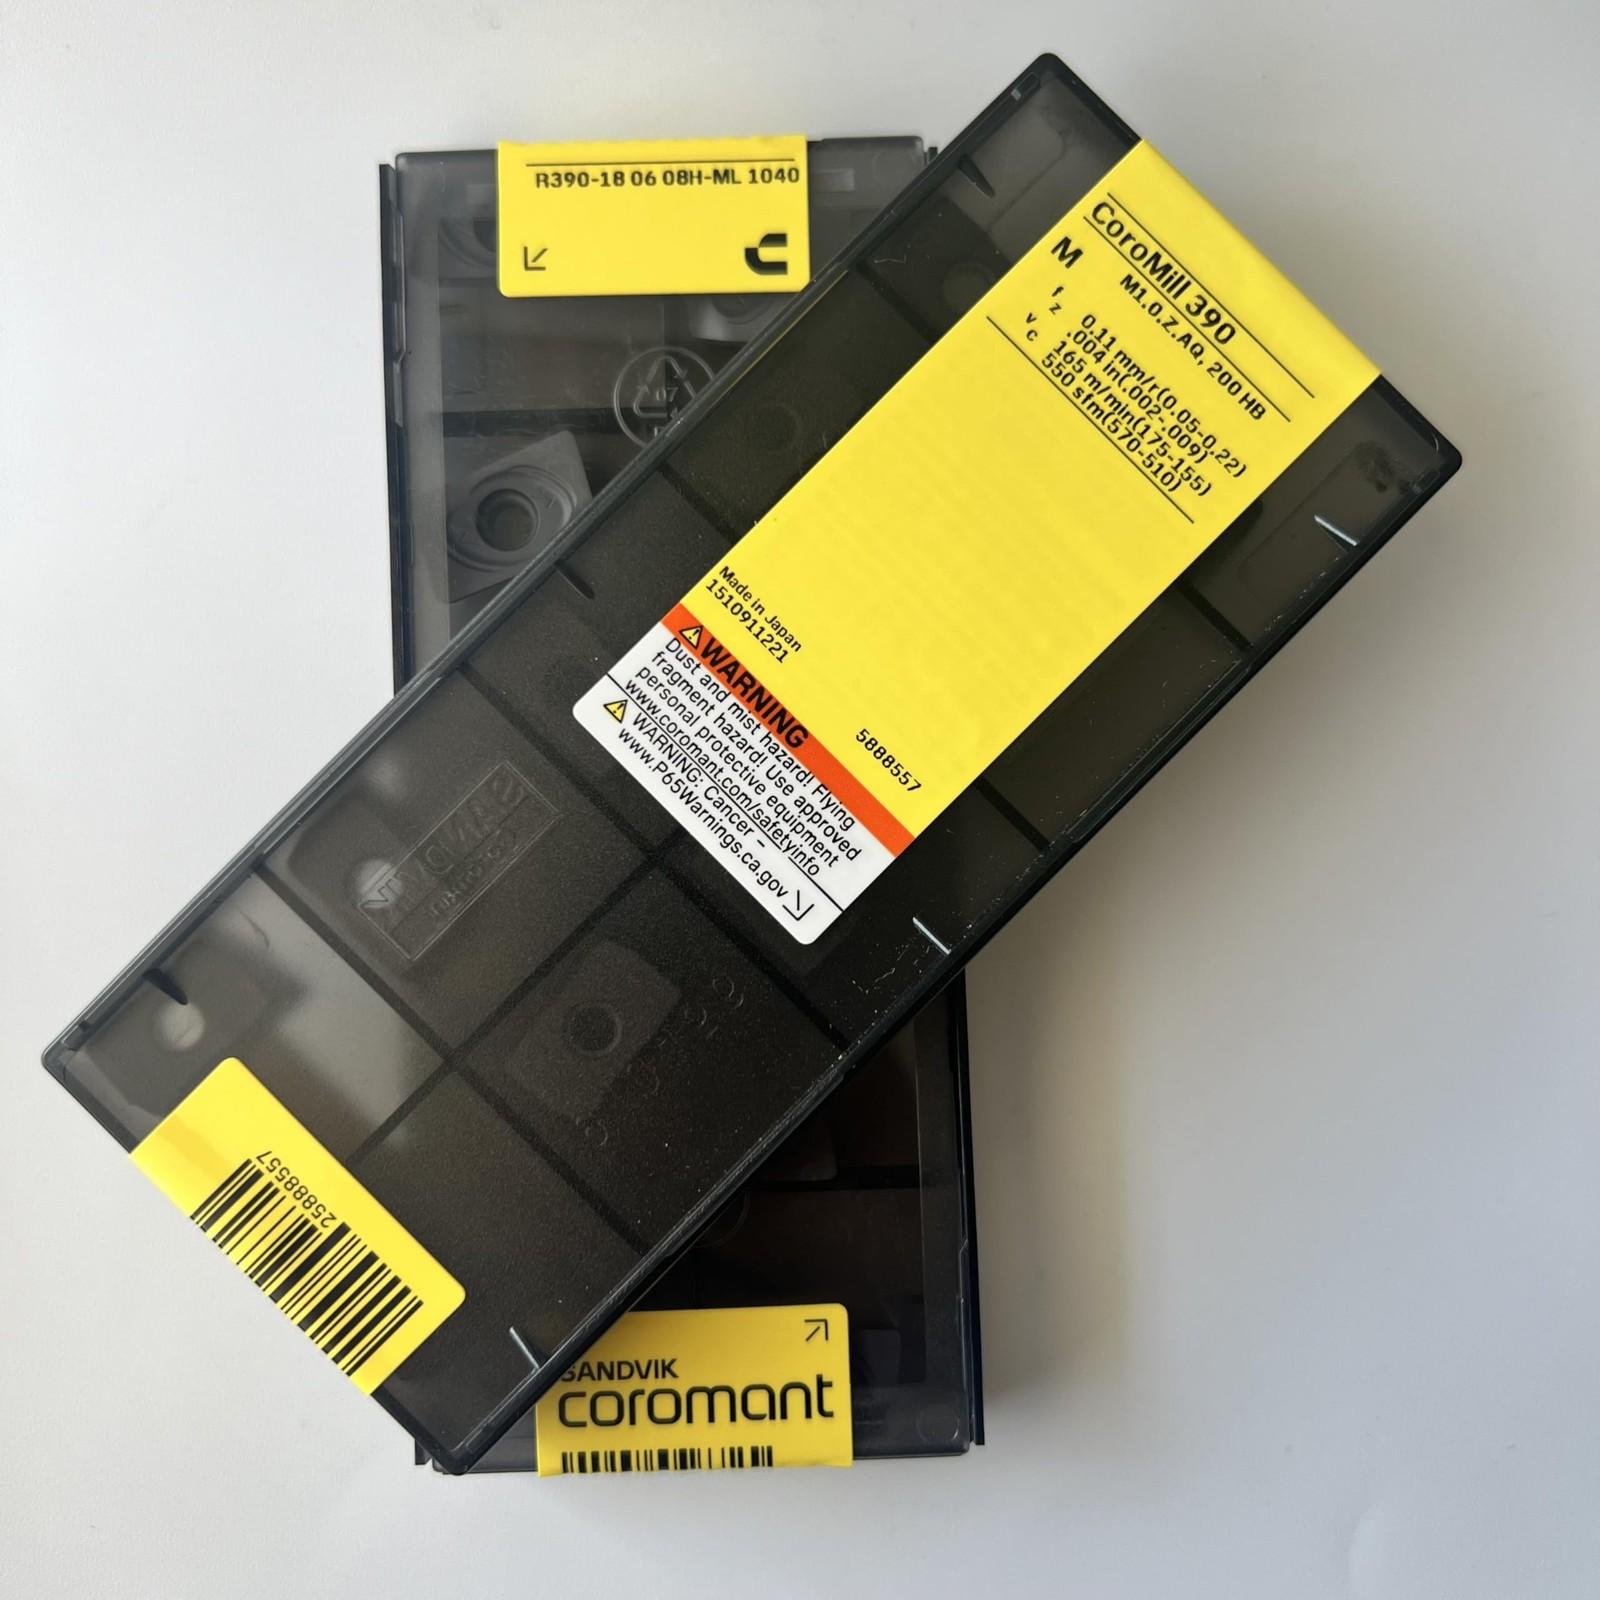 R390-18 06 08H-ML 1040
CoroMill 390
M
M1.0.Z.AQ, 200 HB
f z 0.11 mm/r(0.05-0.22)
.004 in(.002-.009)
v c 165 m/min(175-155)
550 sfm(570-510)
Made in Japan
1510911221
5888557
WARNING
Dust and mist hazard! Flying
fragment hazard! Use approved
personal protective equipment
www.coromant.com/safetyinfo
WARNING: Cancer -
www.P65Warnings.ca.gov
SANDVIK
Coromant
25888557
SANDVIK
coromant